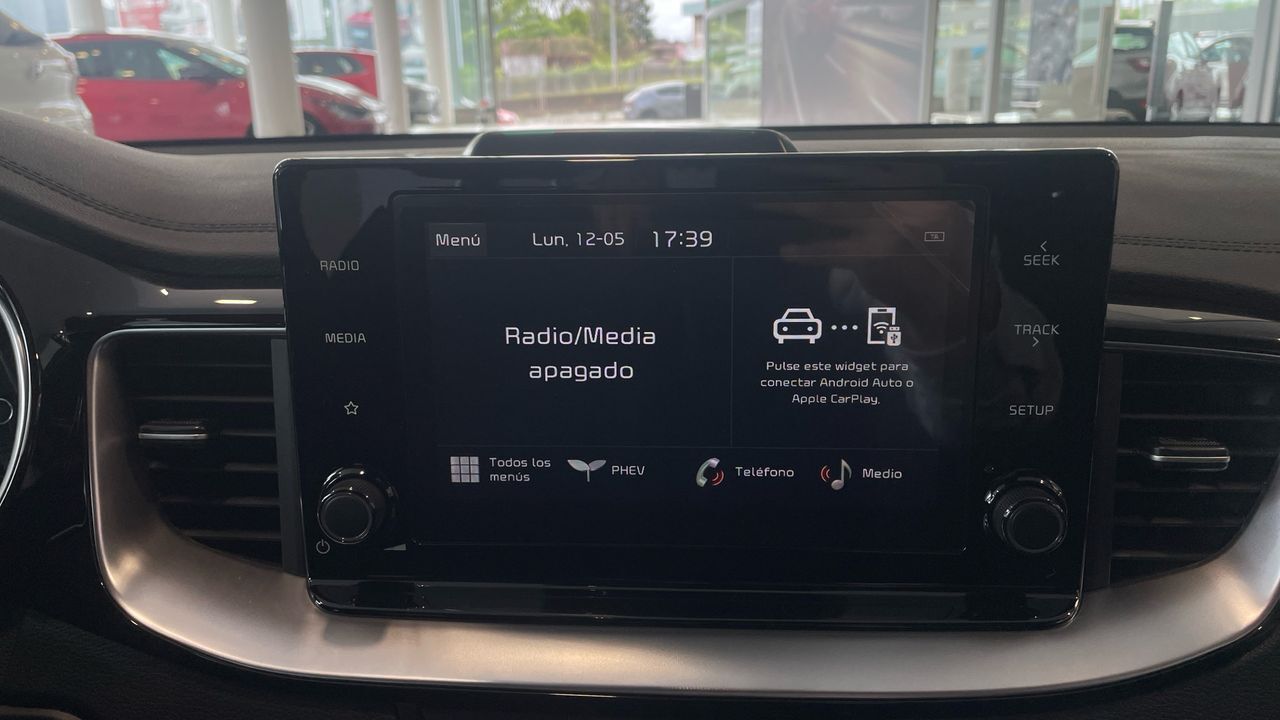 Menú Lun. 12-05 17:39 TA
RADIO
MEDIA
Radio/Media
apagado
Pulse este widget para
conectar Android Auto o
Apple CarPlay.
Todos los
menús
PHEV
Teléfono
Medio
SEEK
TRACK
SETUP